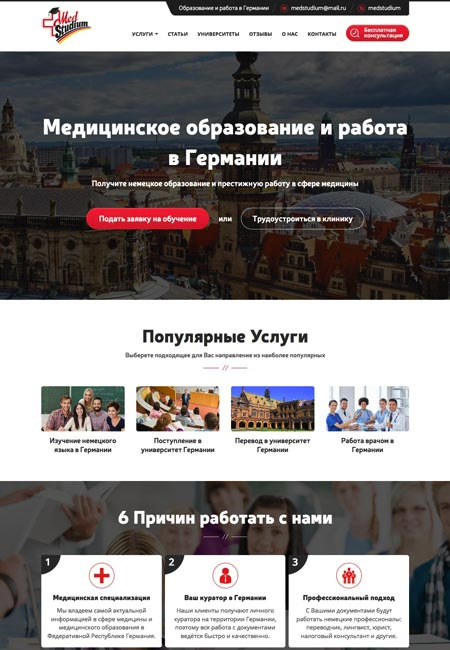 Med
Studium
Образование и работа в Германии
medstudium@mail.ru
medstudium
УСЛУГИ
СТАТЬИ
УНИВЕРСИТЕТЫ
ОТЗЫВЫ
О НАС
КОНТАКТЫ
Бесплатная
консультация
Медицинское образование и работа
в Германии
Получите немецкое образование и престижную работу в сфере медицины
Подать заявку на обучение
или
Трудоустроиться в клинику
Популярные Услуги
Выберете подходящее для Вас направление из наиболее популярных
Изучение немецкого
языка в Германии
Поступление в
университет Германии
Перевод в университет
Германии
Работа врачом в
Германии
6 Причин работать с нами
1
Медицинская специализация
Мы владеем самой актуальной
информацией в сфере медицины и
медицинского образования в
Федеративной Республике Германия.
2
Ваш куратор в Германии
Наши клиенты получают личного
куратора на территории Германии,
поэтому вся работа с документами
ведётся быстро и качественно.
3
Профессиональный подход
С Вашими документами будут
работать немецкие профессионалы:
переводчик, лингвист, юрист,
налоговый консультант и другие.